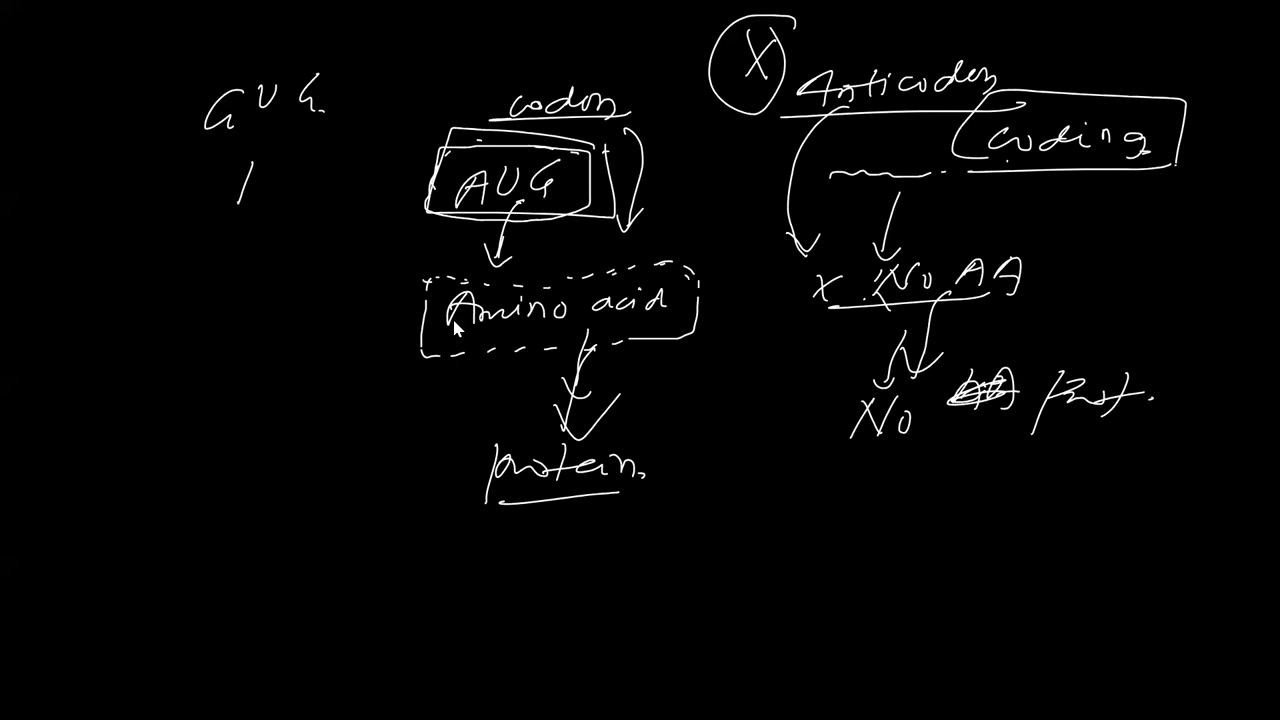 GUG
codon
AUG
Amino acid
protein.
X
Anticodon
coding
x No AA
No Prot.